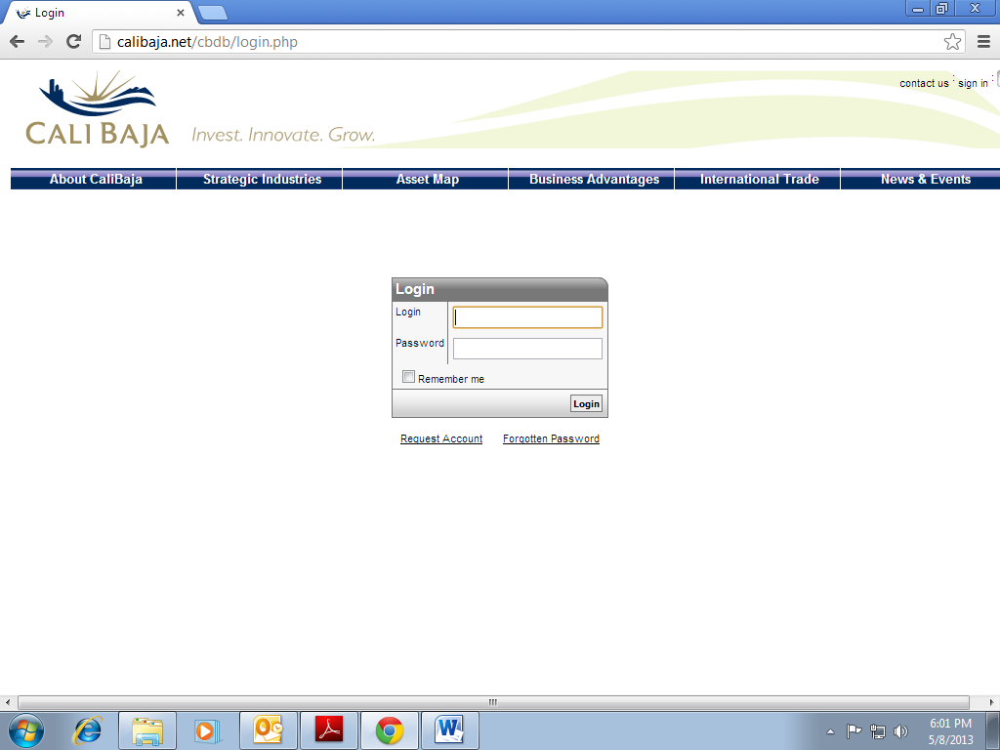 Login
calibaja.net/cbdb/login.php
contact us : sign in :
CALI BAJA Invest. Innovate. Grow.
About CaliBaja Strategic Industries Asset Map Business Advantages International Trade News & Events
Login
Login
Password
Remember me
Login
Request Account Forgotten Password
6:01 PM
5/8/2013